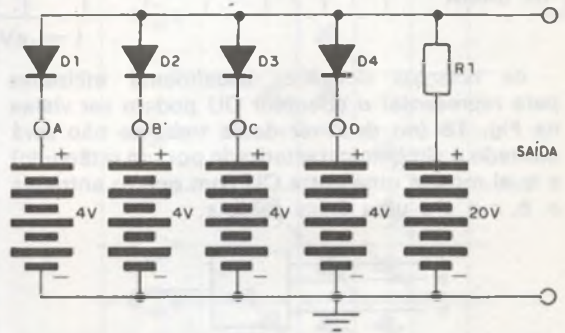 D1 D2 D3 D4 R1
A B C D
+ + + + +
SAÍDA
4V 4V 4V 4V 20V
- - - - -